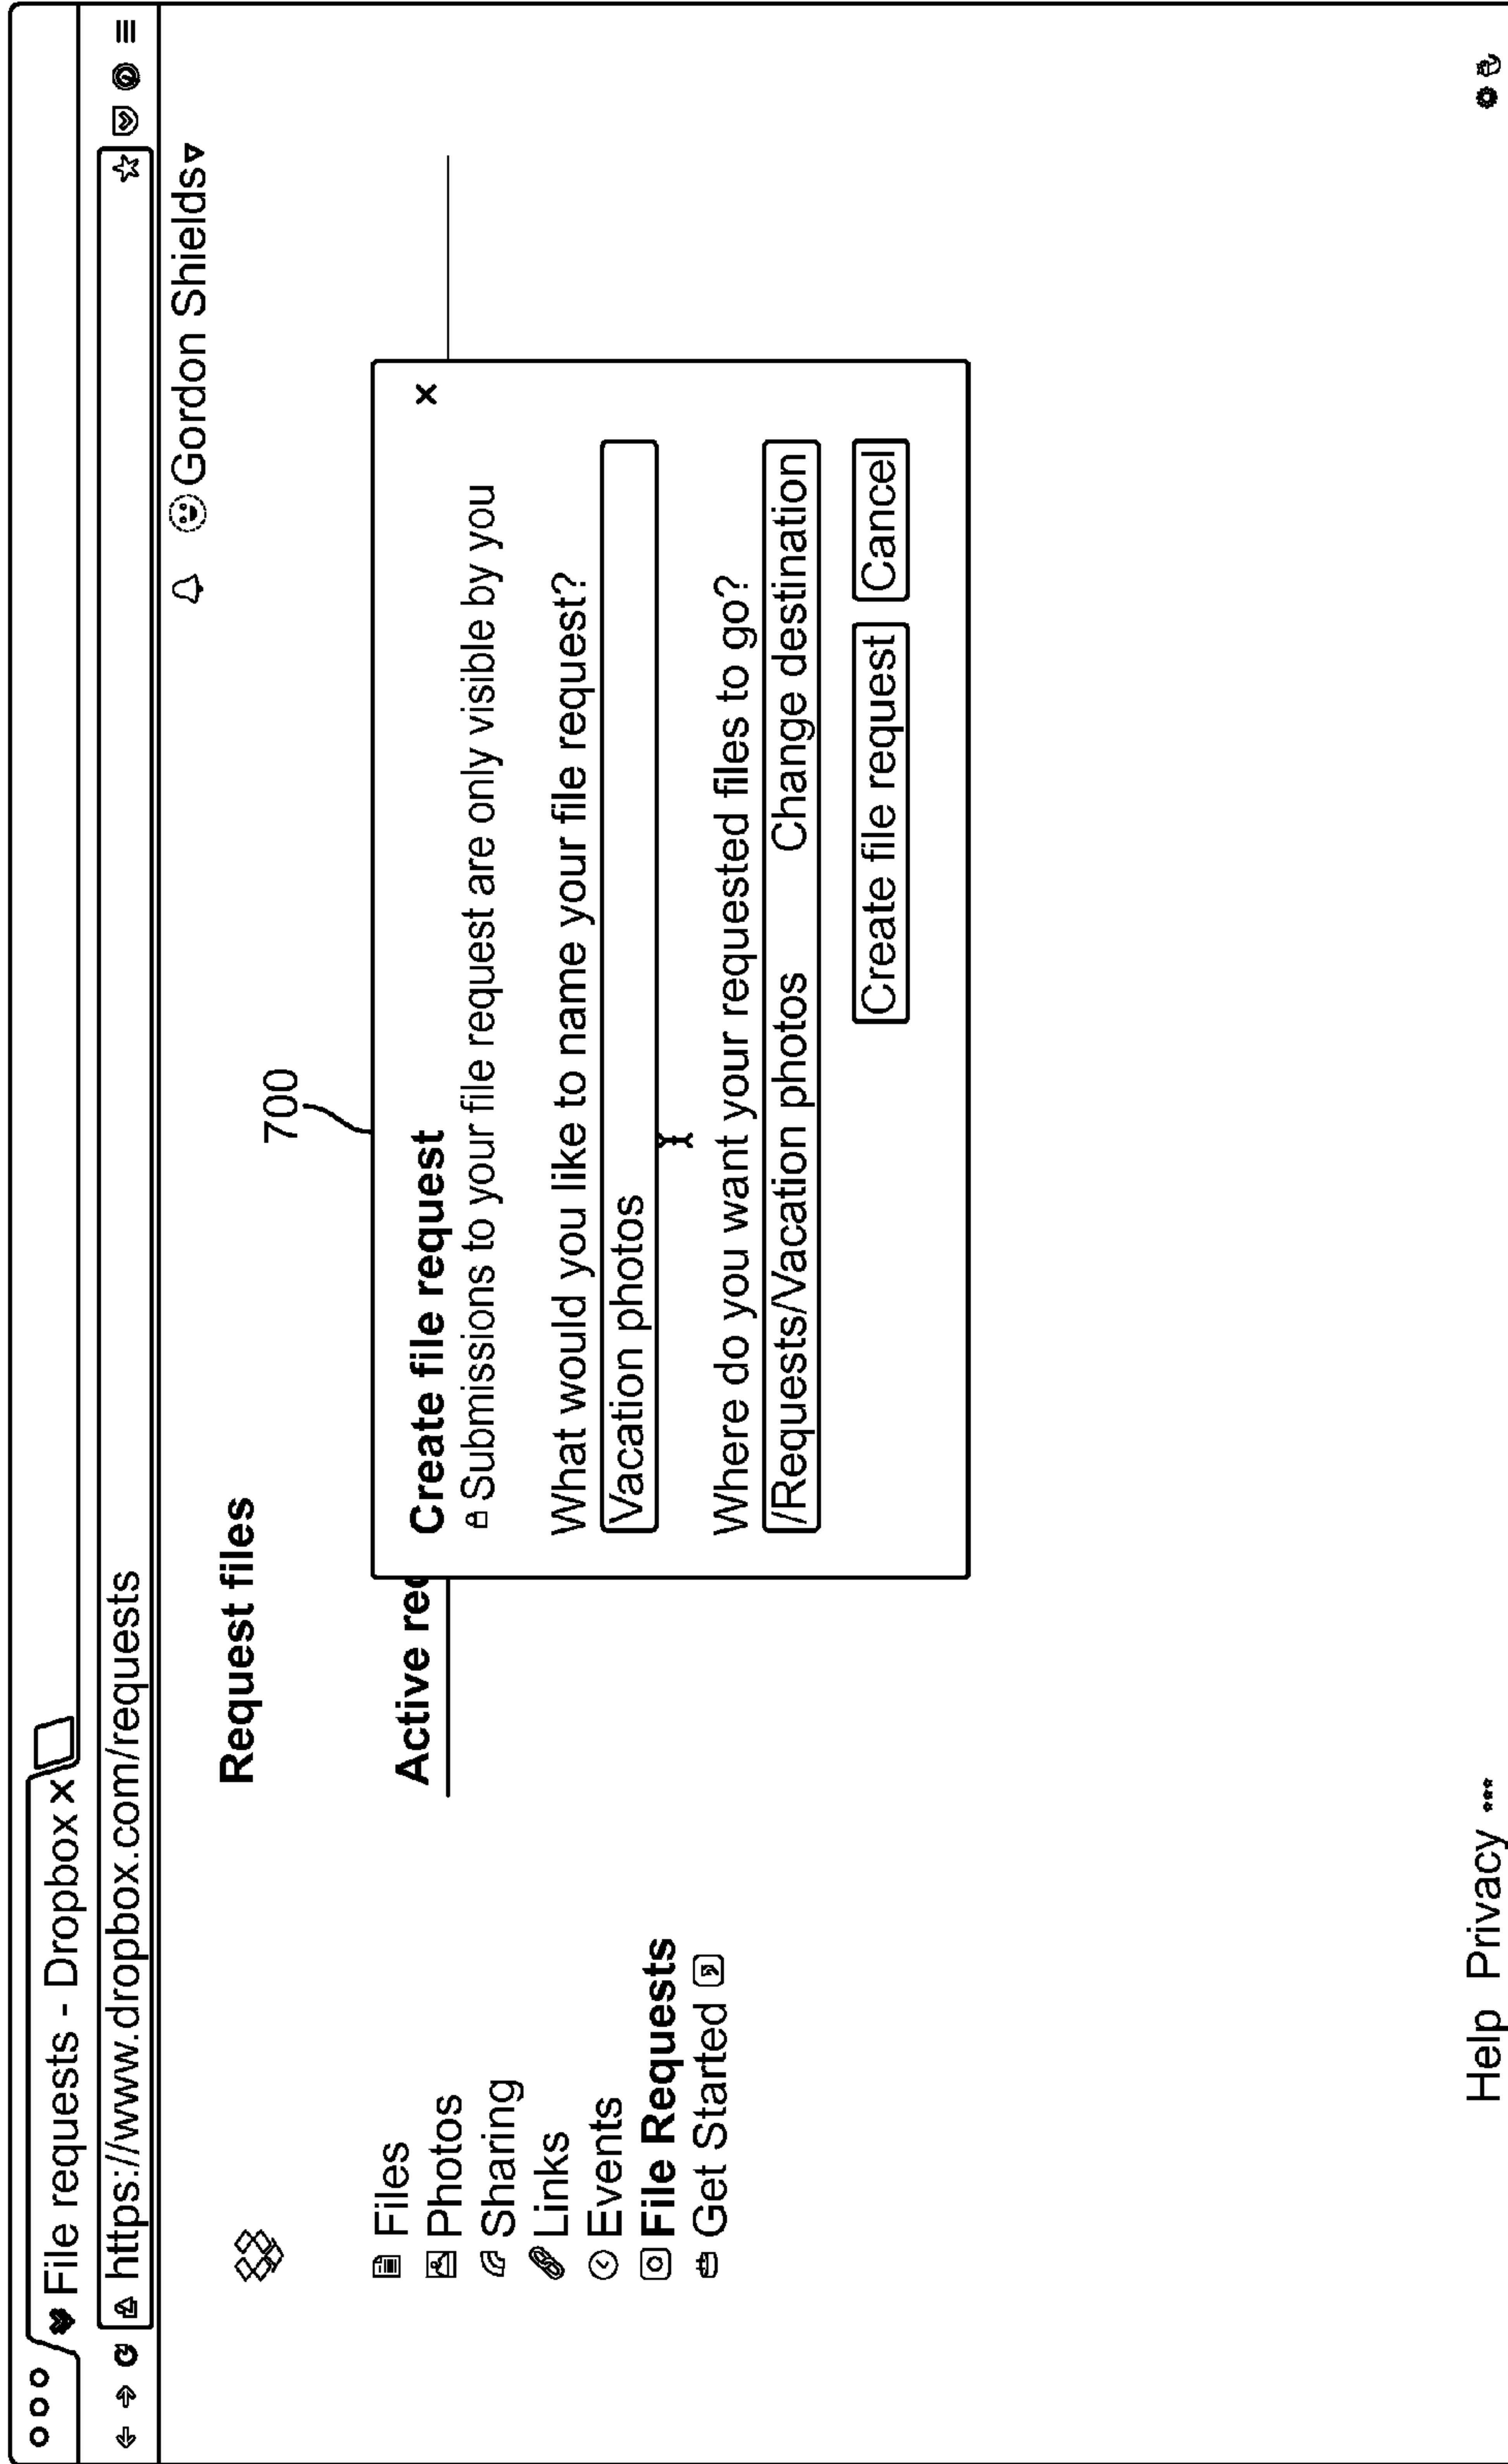 File requests - Dropbox x
https://www.dropbox.com/requests
Gordon Shields
Request files
700
Files
Photos
Sharing
Links
Events
File Requests
Get Started
Active req
Create file request x
Submissions to your file request are only visible by you
What would you like to name your file request?
Vacation photos
Where do you want your requested files to go?
/Requests/Vacation photos Change destination
Create file request Cancel
Help Privacy •••